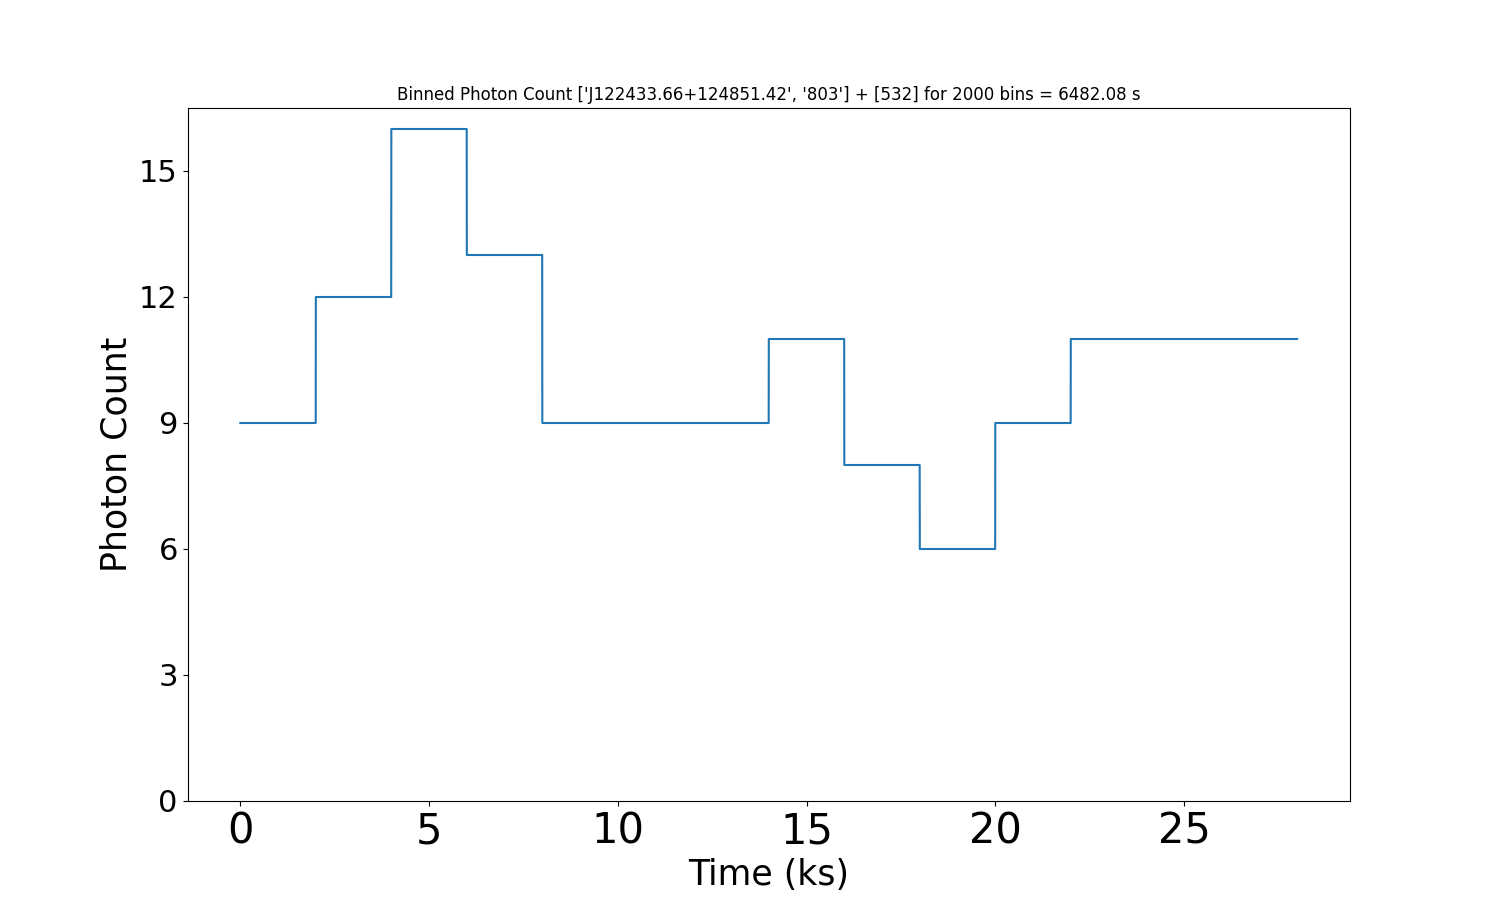 Binned Photon Count ['J122433.66+124851.42', '803'] + [532] for 2000 bins = 6482.08 s
15
12
9
6
3
0
Photon Count
0 5 10 15 20 25
Time (ks)